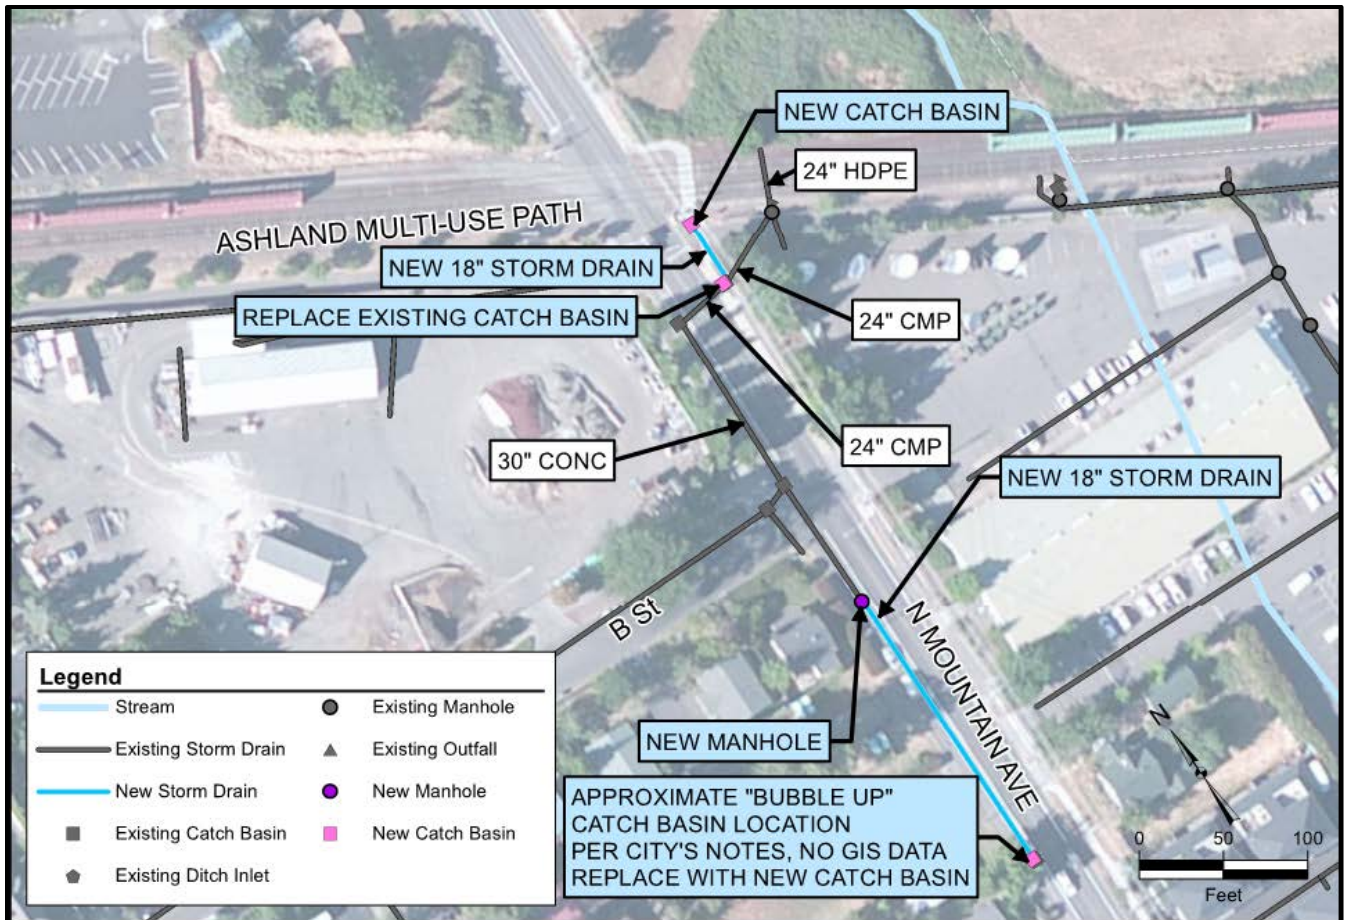 NEW CATCH BASIN
24" HDPE
ASHLAND MULTI-USE PATH
NEW 18" STORM DRAIN
REPLACE EXISTING CATCH BASIN
24" CMP
30" CONC
24" CMP
NEW 18" STORM DRAIN
B St
N MOUNTAIN AVE
NEW MANHOLE
APPROXIMATE "BUBBLE UP"
CATCH BASIN LOCATION
PER CITY'S NOTES, NO GIS DATA
REPLACE WITH NEW CATCH BASIN
N
0 50 100
Feet
Legend
Stream
Existing Storm Drain
New Storm Drain
Existing Catch Basin
Existing Ditch Inlet
Existing Manhole
Existing Outfall
New Manhole
New Catch Basin